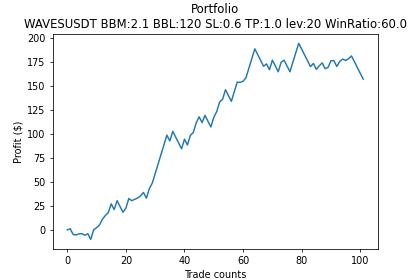 Portfolio
WAVESUSDT BBM:2.1 BBL:120 SL:0.6 TP:1.0 lev:20 WinRatio:60.0
200
175
150
125
100
75
50
25
0
Profit ($)
0 20 40 60 80 100
Trade counts